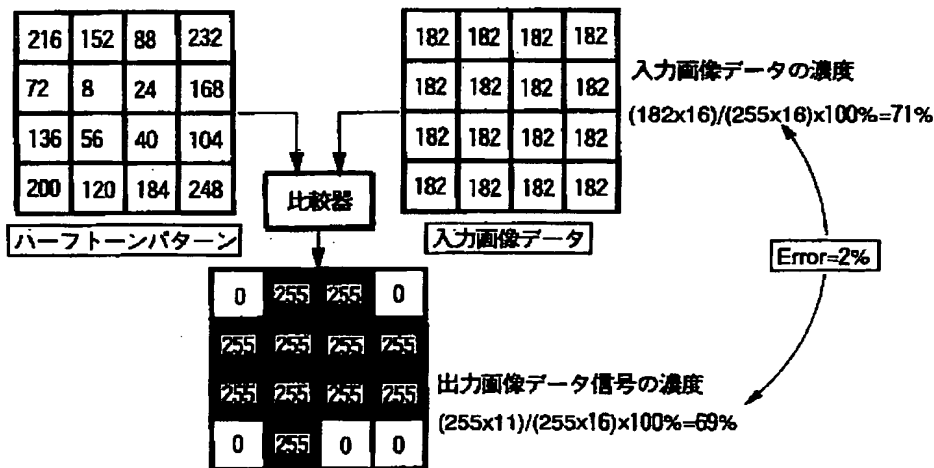 216 152 88 232
72 8 24 168
136 56 40 104
200 120 184 248
ハーフトーンパターン
182 182 182 182
182 182 182 182
182 182 182 182
182 182 182 182
入力画像データ
入力画像データの濃度
(182x16)/(255x16)x100%=71%
比較器
Error=2%
0 255 255 0
255 255 255 255
255 255 255 255
0 255 0 0
出力画像データ信号の濃度
(255x11)/(255x16)x100%=69%